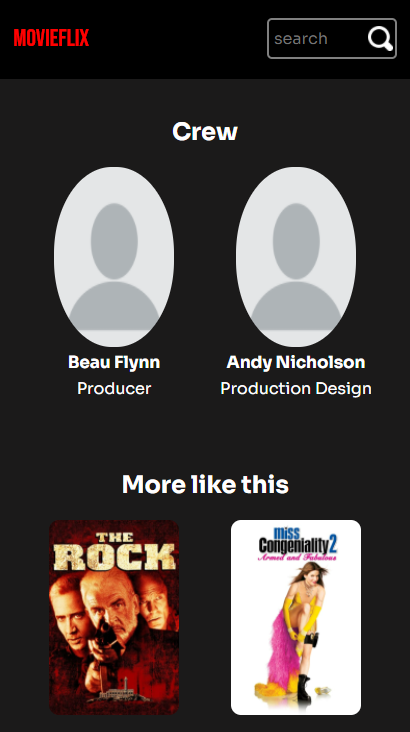 MOVIEFLIX
search
Crew
Beau Flynn
Andy Nicholson
Producer
Production Design
More like this
THE
ROCK
miss
Congeniality 2
Armed and Fabulous